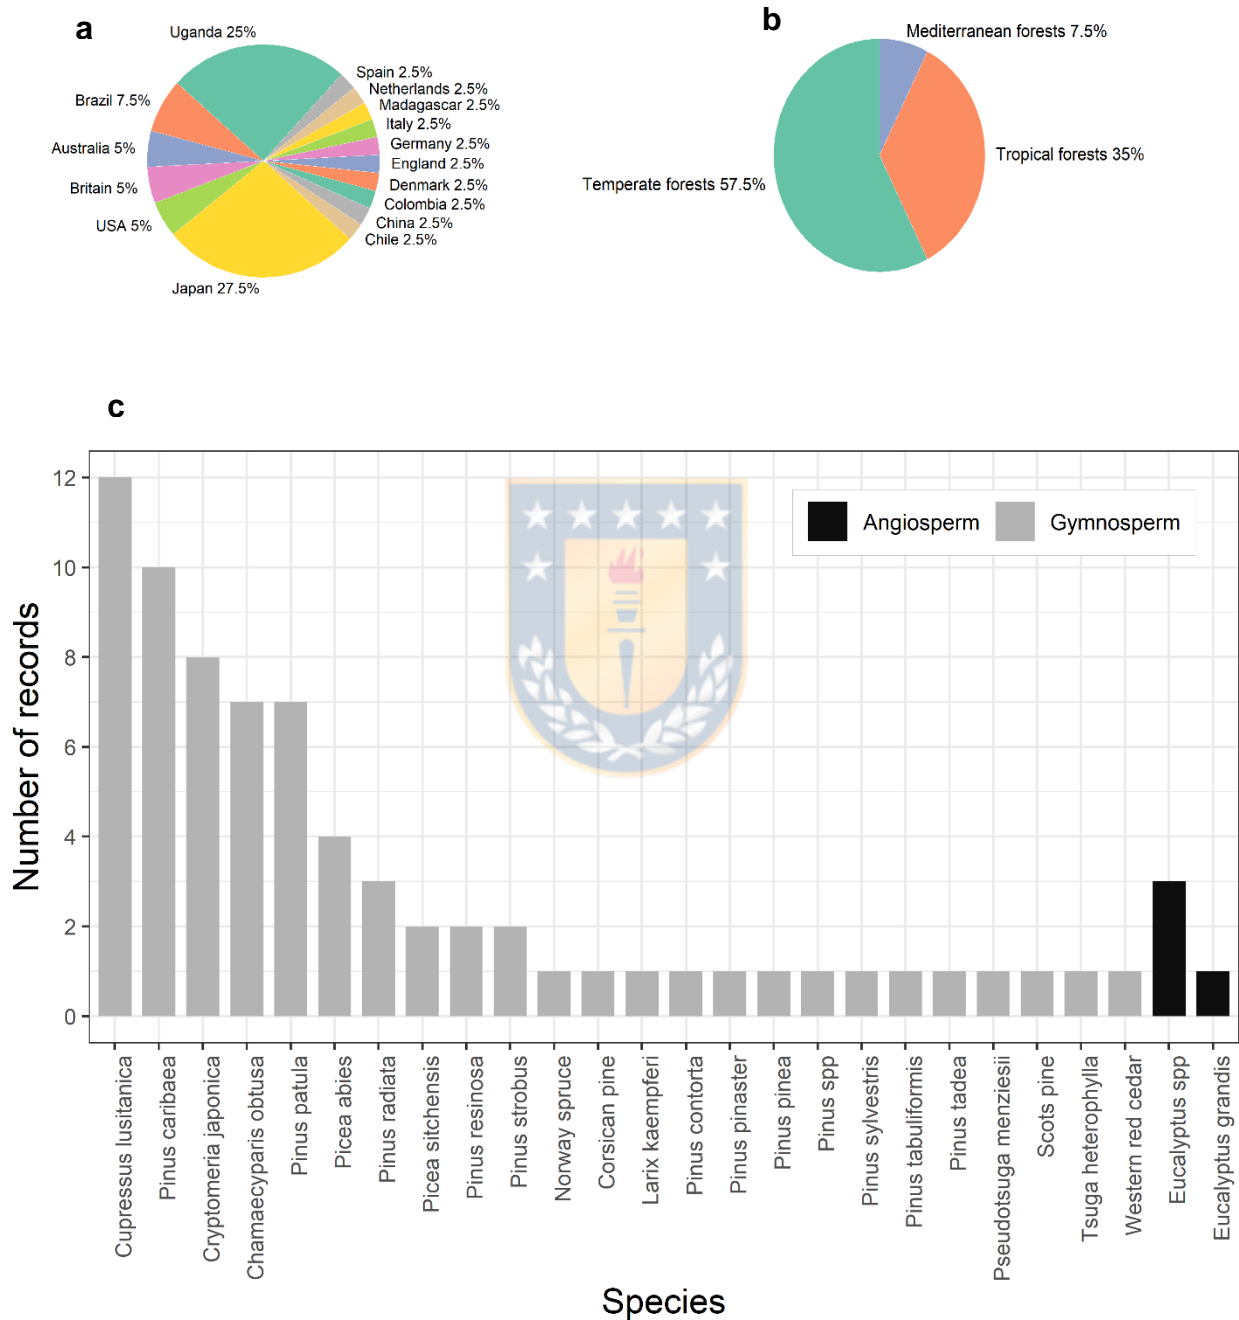 a
Uganda 25%
Brazil 7.5%
Australia 5%
Britain 5%
USA 5%
Japan 27.5%
Spain 2.5%
Netherlands 2.5%
Madagascar 2.5%
Italy 2.5%
Germany 2.5%
England 2.5%
Denmark 2.5%
Colombia 2.5%
China 2.5%
Chile 2.5%
b
Mediterranean forests 7.5%
Tropical forests 35%
Temperate forests 57.5%
c
Angiosperm
Gymnosperm
Number of records
12
10
8
6
4
2
0
Cupressus lusitanica
Pinus caribaea
Cryptomeria japonica
Chamaecyparis obtusa
Pinus patula
Picea abies
Pinus radiata
Picea sitchensis
Pinus resinosa
Pinus strobus
Norway spruce
Corsican pine
Larix kaempferi
Pinus contorta
Pinus pinaster
Pinus pinea
Pinus spp
Pinus sylvestris
Pinus tabuliformis
Pinus tadea
Pseudotsuga menziesii
Scots pine
Tsuga heterophylla
Western red cedar
Eucalyptus spp
Eucalyptus grandis
Species